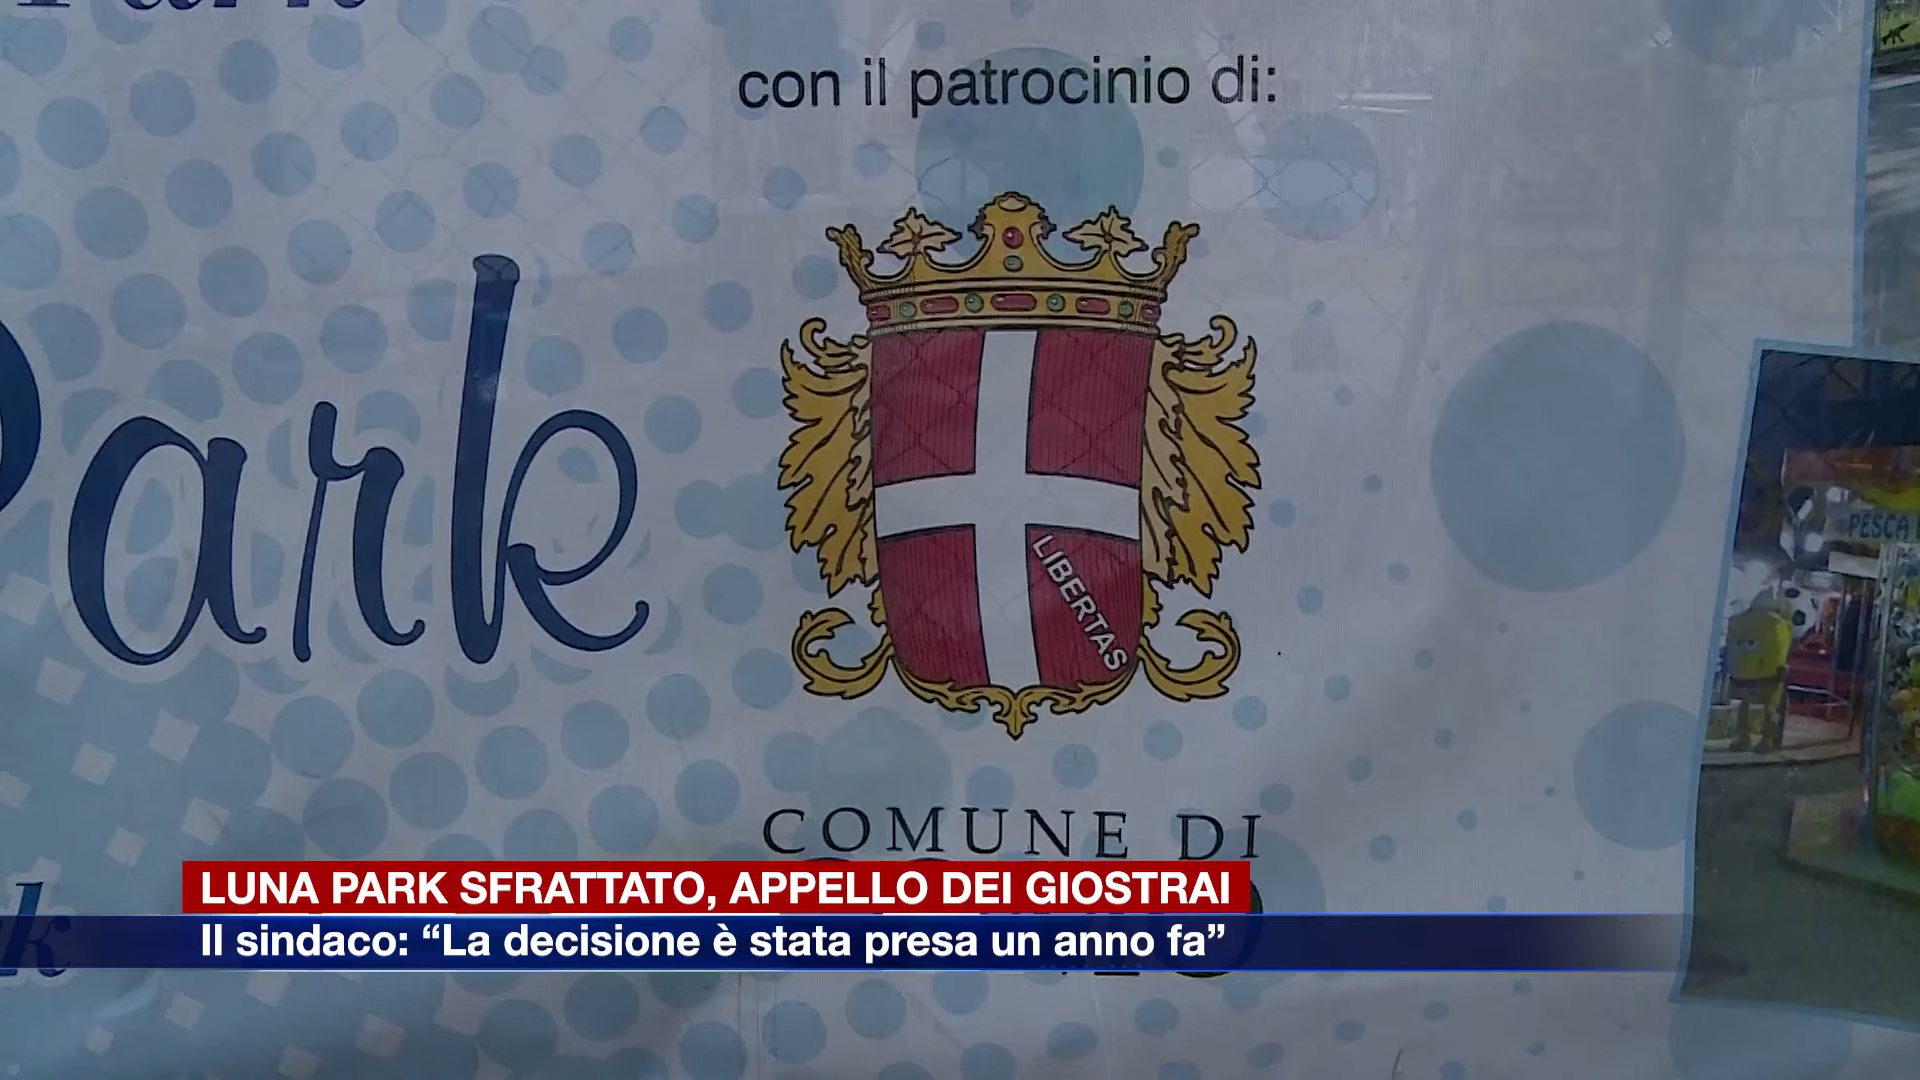 Park
con il patrocinio di:
Park
LIBERTAS
PESCA
COMUNE DI
LUNA PARK SFRATTATO, APPELLO DEI GIOSTRAI
Il sindaco: “La decisione è stata presa un anno fa”